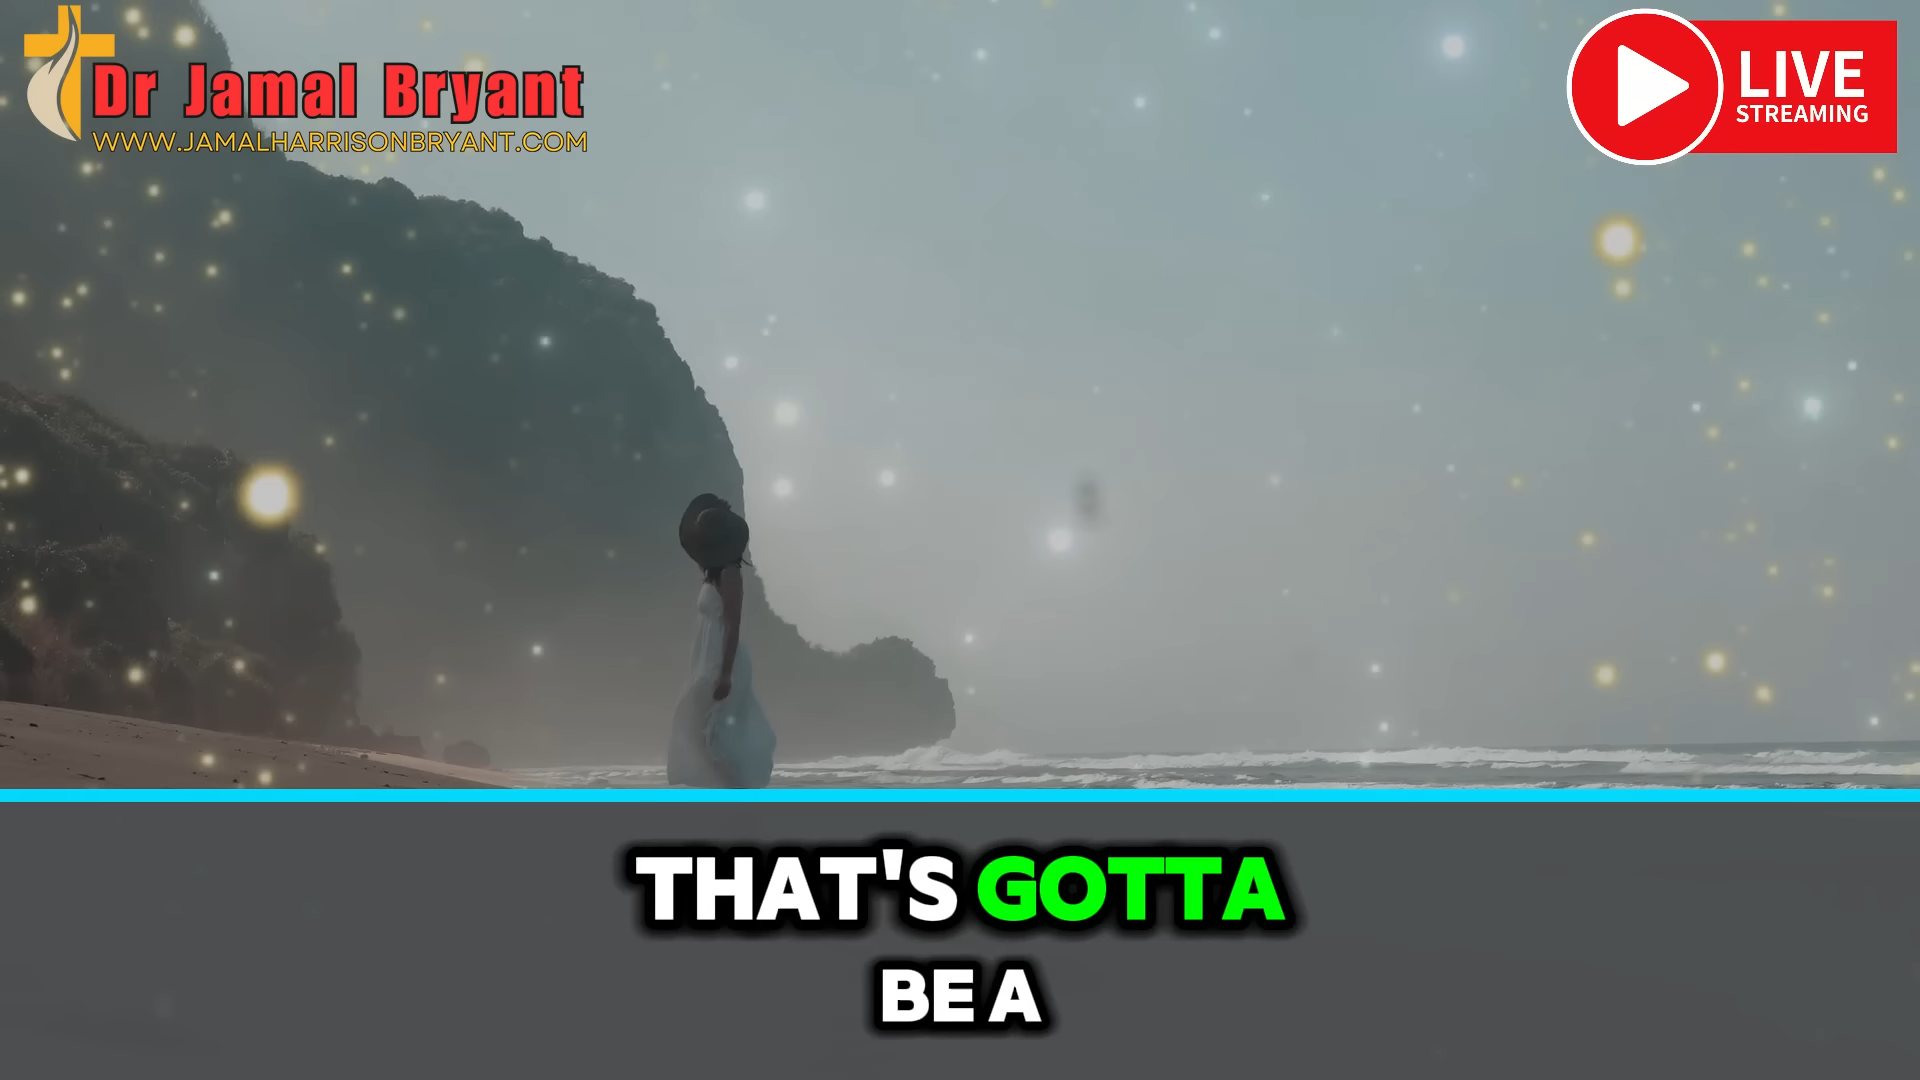 Dr Jamal Bryant
WWW.JAMALHARRISONBRYANT.COM
LIVE
STREAMING
THAT'S GOTTA
BE A